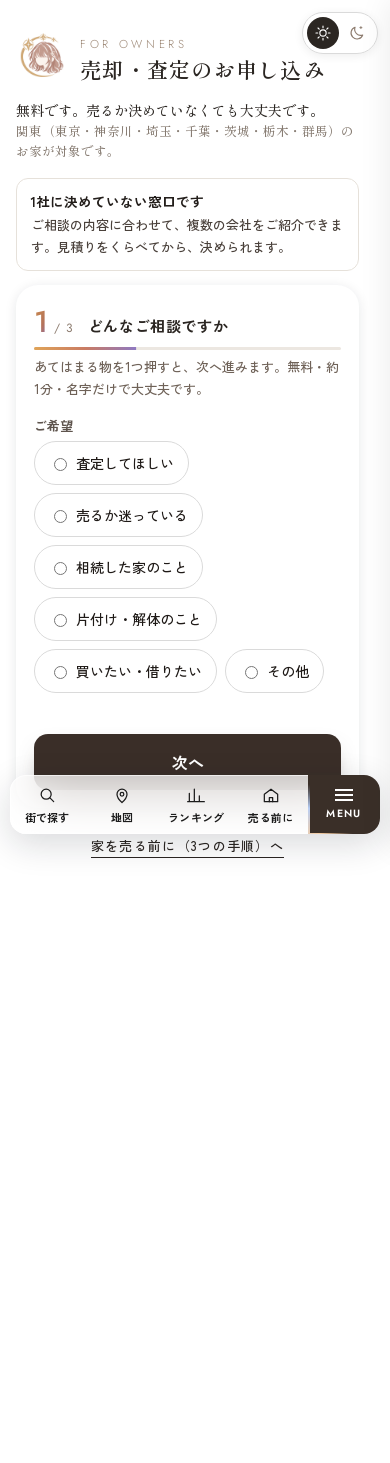 FOR OWNERS
売却・査定のお申し込み
無料です。売るか決めていなくても大丈夫です。
関東（東京・神奈川・埼玉・千葉・茨城・栃木・群馬）の
お家が対象です。
1社に決めていない窓口です
ご相談の内容に合わせて、複数の会社をご紹介できま
す。見積りをくらべてから、決められます。
1 / 3 どんなご相談ですか
あてはまる物を1つ押すと、次へ進みます。無料・約
1分・名字だけで大丈夫です。
ご希望
査定してほしい
売るか迷っている
相続した家のこと
片付け・解体のこと
買いたい・借りたい その他
次へ
街で探す 地図 ランキング 売る前に MENU
家を売る前に（3つの手順）へ